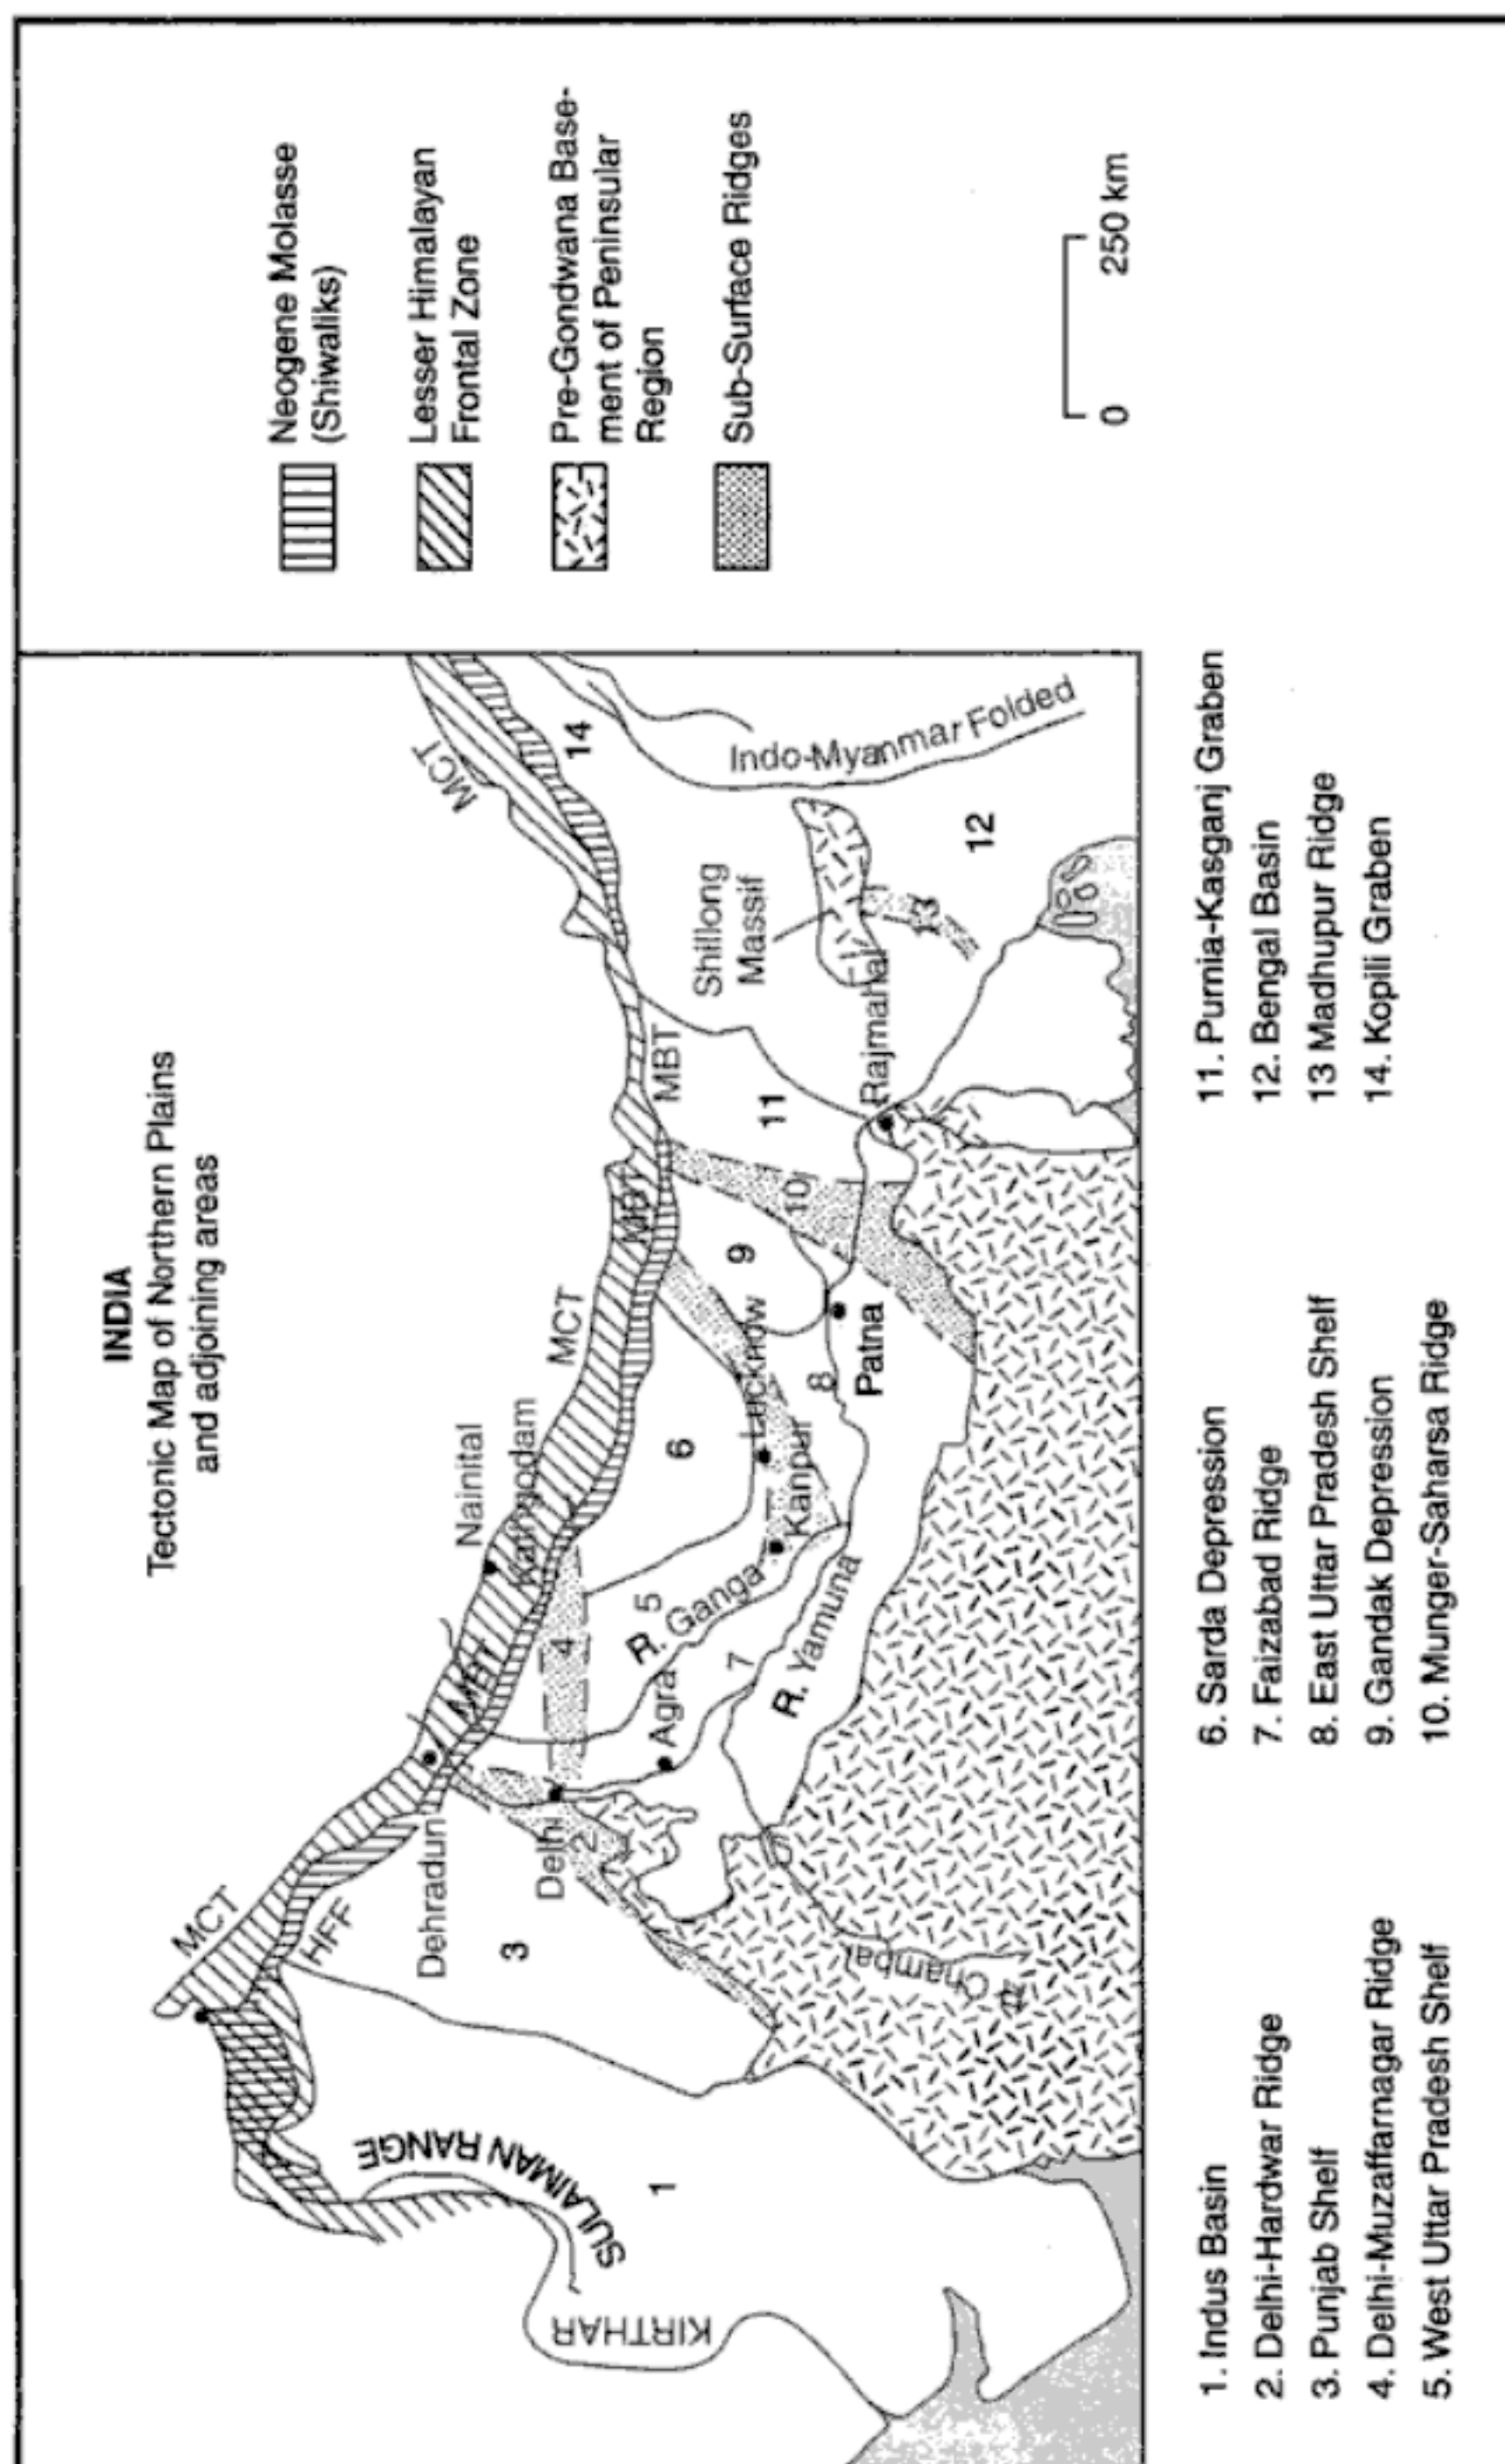 INDIA
Tectonic Map of Northern Plains
and adjoining areas
Neogene Molasse
(Shiwaliks)
Lesser Himalayan
Frontal Zone
Pre-Gondwana Base-
ment of Peninsular
Region
Sub-Surface Ridges
0 250 km
MCT
HFF
Dehradun
MBT
Nainital
Kathgodam
MCT
MBT
MBT
MCT
SULAIMAN RANGE
KIRTHAR
1
3
Delhi
2
4
Agra
5
R. Ganga
7
R. Yamuna
R Chambal
6
Lucknow
Kanpur
8
Patna
9
10
11
Rajmahal
Shillong
Massif
13
12
14
Indo-Myanmar Folded
1. Indus Basin
2. Delhi-Hardwar Ridge
3. Punjab Shelf
4. Delhi-Muzaffarnagar Ridge
5. West Uttar Pradesh Shelf
6. Sarda Depression
7. Faizabad Ridge
8. East Uttar Pradesh Shelf
9. Gandak Depression
10. Munger-Saharsa Ridge
11. Purnia-Kasganj Graben
12. Bengal Basin
13 Madhupur Ridge
14. Kopili Graben